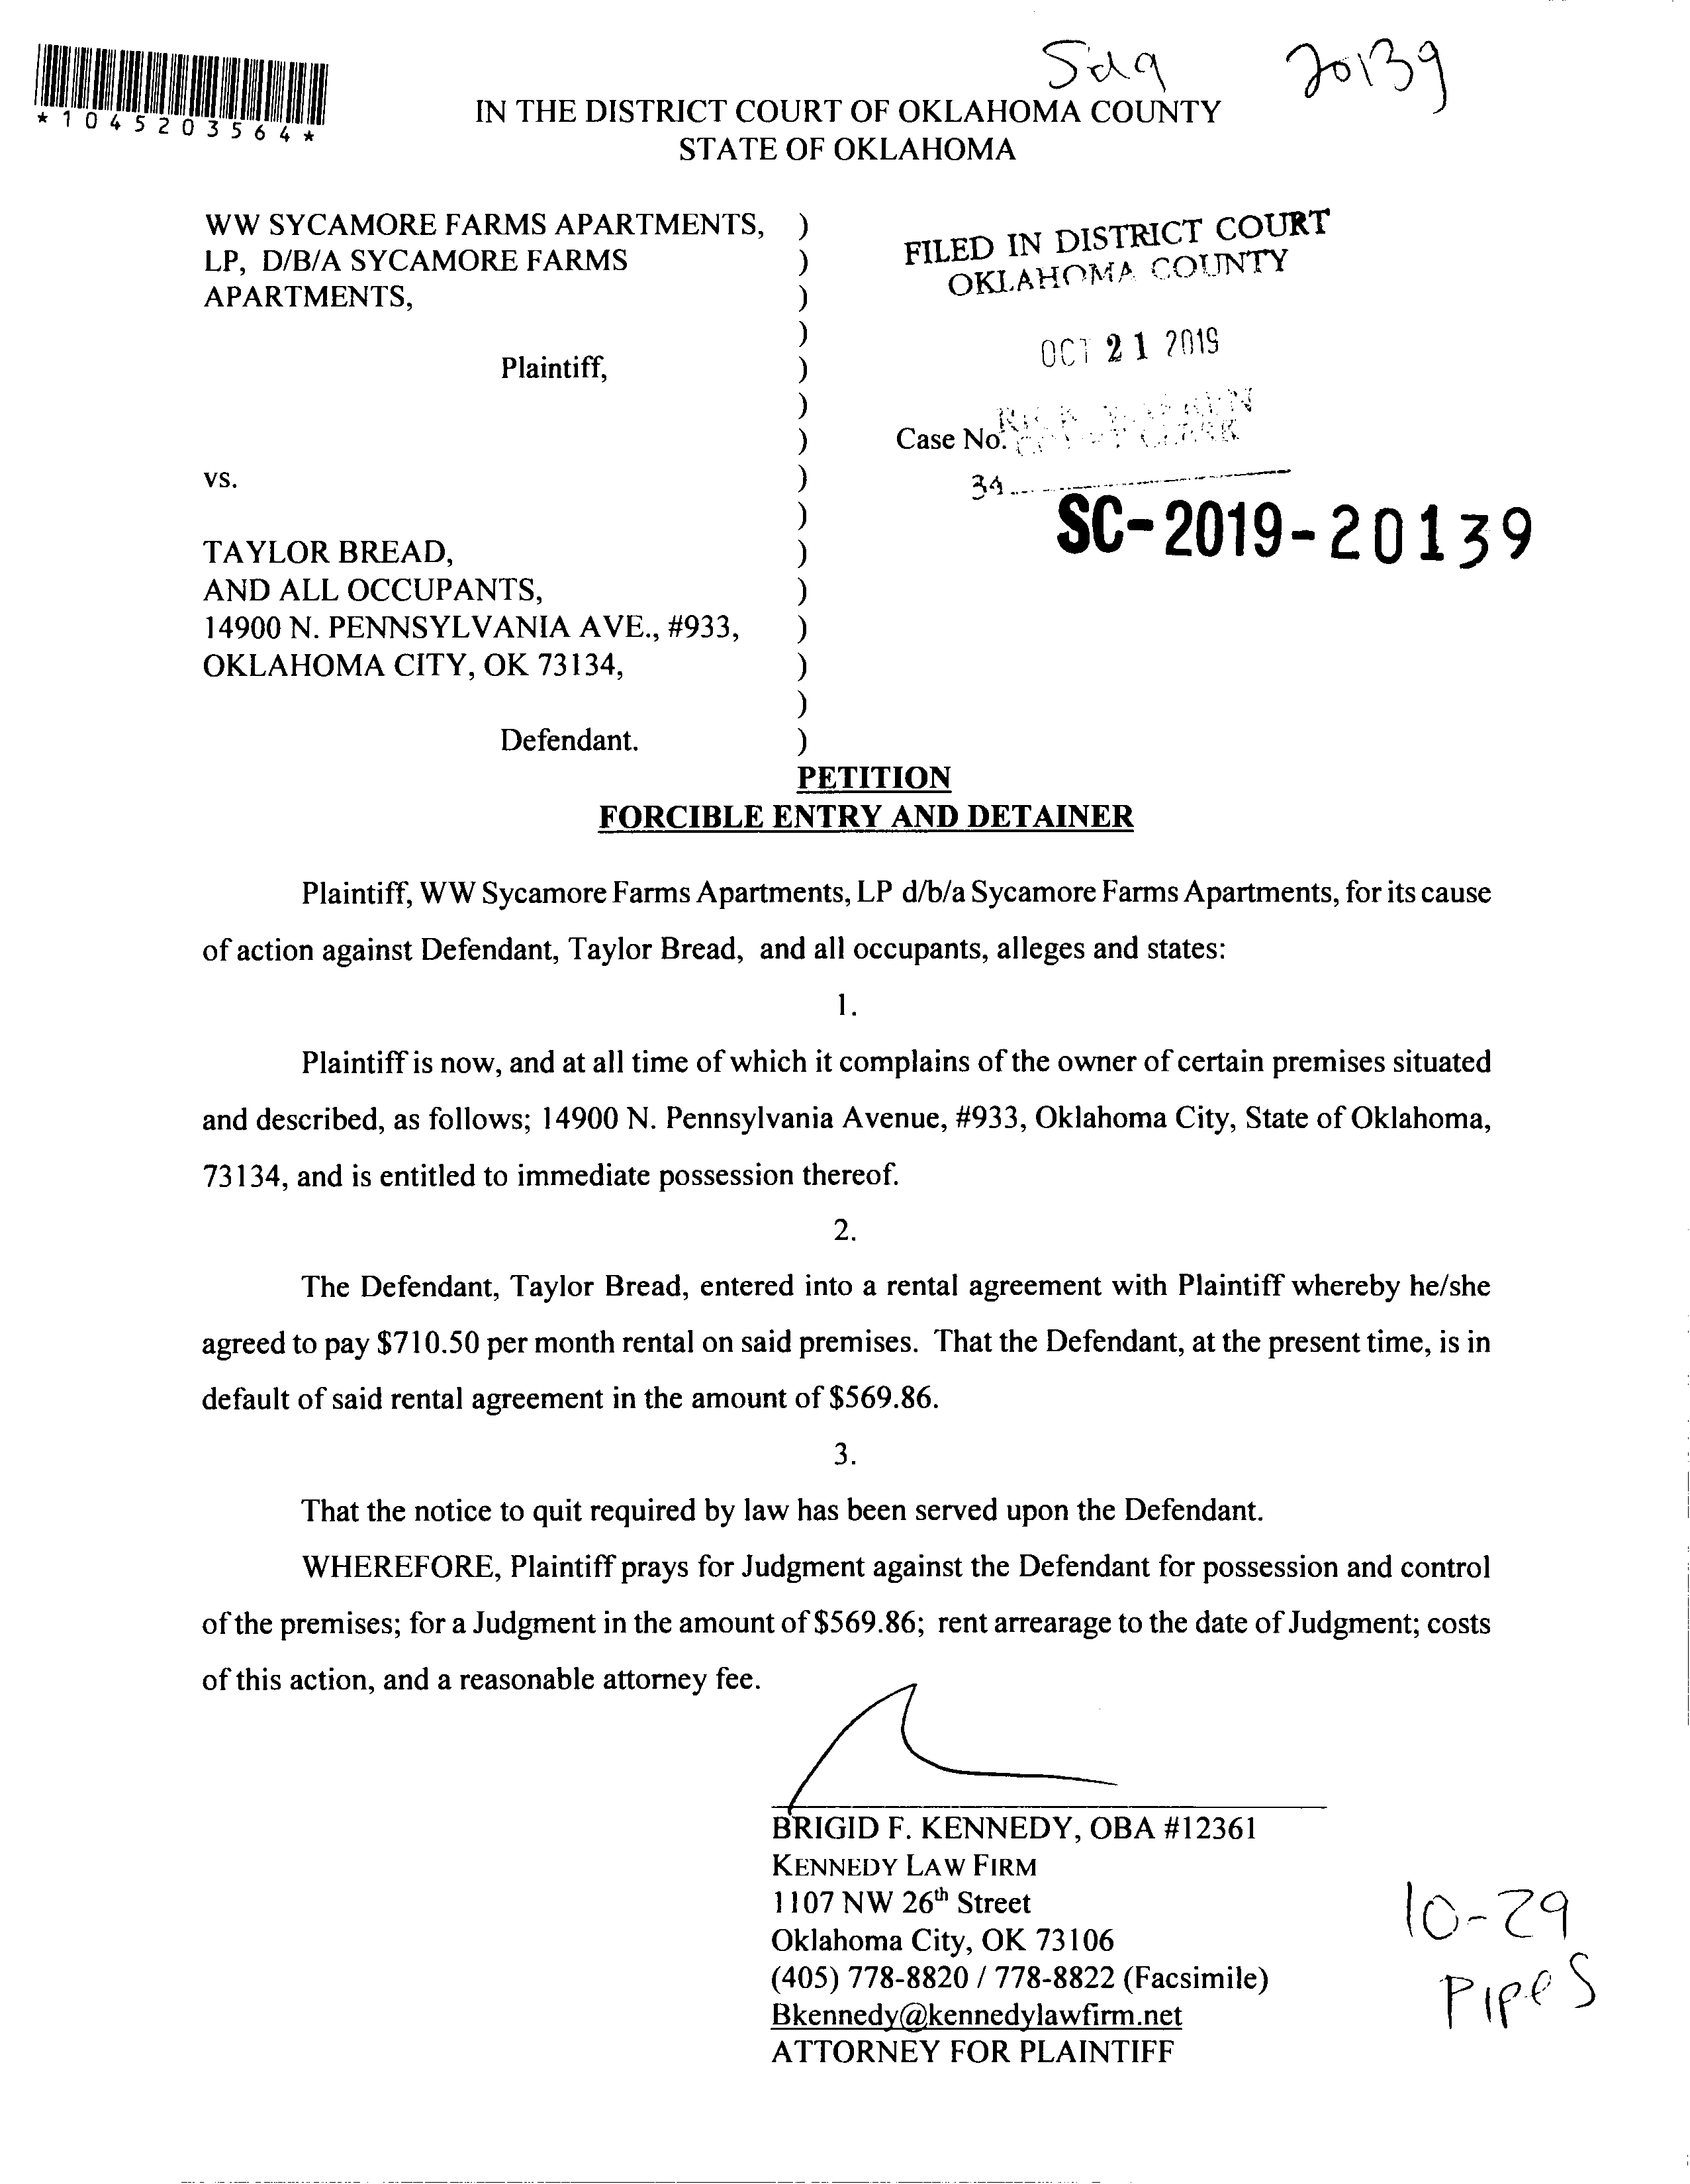 Sdq 20139
*1045203564*
IN THE DISTRICT COURT OF OKLAHOMA COUNTY
STATE OF OKLAHOMA
WW SYCAMORE FARMS APARTMENTS, )
LP, D/B/A SYCAMORE FARMS )
APARTMENTS, )
)
Plaintiff, )
)
)
vs. )
)
TAYLOR BREAD, )
AND ALL OCCUPANTS, )
14900 N. PENNSYLVANIA AVE., #933, )
OKLAHOMA CITY, OK 73134, )
)
Defendant. )
FILED IN DISTRICT COURT
OKLAHOMA COUNTY
OCT 21 2019
Case No.
COURT CLERK
34
SC-2019-20139
PETITION
FORCIBLE ENTRY AND DETAINER
Plaintiff, WW Sycamore Farms Apartments, LP d/b/a Sycamore Farms Apartments, for its cause
of action against Defendant, Taylor Bread, and all occupants, alleges and states:
1.
Plaintiff is now, and at all time of which it complains of the owner of certain premises situated
and described, as follows; 14900 N. Pennsylvania Avenue, #933, Oklahoma City, State of Oklahoma,
73134, and is entitled to immediate possession thereof.
2.
The Defendant, Taylor Bread, entered into a rental agreement with Plaintiff whereby he/she
agreed to pay $710.50 per month rental on said premises. That the Defendant, at the present time, is in
default of said rental agreement in the amount of $569.86.
3.
That the notice to quit required by law has been served upon the Defendant.
WHEREFORE, Plaintiff prays for Judgment against the Defendant for possession and control
of the premises; for a Judgment in the amount of $569.86; rent arrearage to the date of Judgment; costs
of this action, and a reasonable attorney fee.
BRIGID F. KENNEDY, OBA #12361
KENNEDY LAW FIRM
1107 NW 26th Street
Oklahoma City, OK 73106
(405) 778-8820 / 778-8822 (Facsimile)
Bkennedy@kennedylawfirm.net
ATTORNEY FOR PLAINTIFF
10-29
Pipes